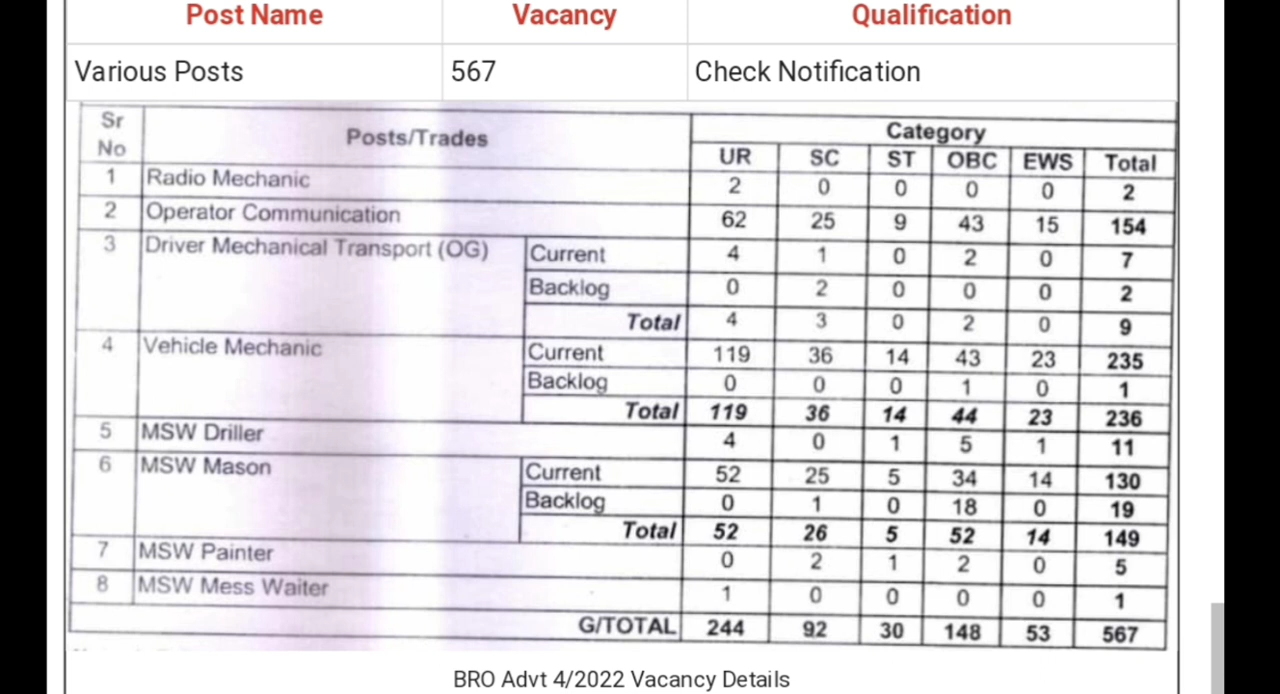 Post Name Vacancy Qualification
Various Posts 567 Check Notification
Sr No Posts/Trades Category
UR SC ST OBC EWS Total
1 Radio Mechanic 2 0 0 0 0 2
2 Operator Communication 62 25 9 43 15 154
3 Driver Mechanical Transport (OG) Current 4 1 0 2 0 7
Backlog 0 2 0 0 0 2
Total 4 3 0 2 0 9
4 Vehicle Mechanic Current 119 36 14 43 23 235
Backlog 0 0 0 1 0 1
Total 119 36 14 44 23 236
5 MSW Driller 4 0 1 5 1 11
6 MSW Mason Current 52 25 5 34 14 130
Backlog 0 1 0 18 0 19
Total 52 26 5 52 14 149
7 MSW Painter 0 2 1 2 0 5
8 MSW Mess Waiter 1 0 0 0 0 1
G/TOTAL 244 92 30 148 53 567
BRO Advt 4/2022 Vacancy Details